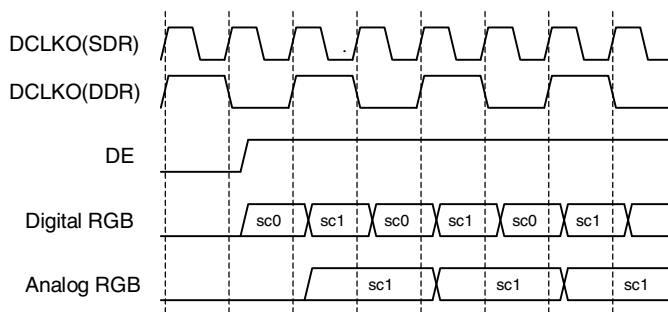 DCLKO(SDR)
DCLKO(DDR)
DE
Digital RGB sc0 sc1 sc0 sc1 sc0 sc1
Analog RGB sc1 sc1 sc1